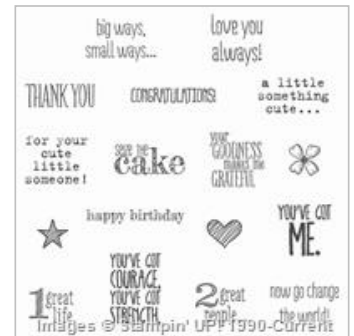 big ways,
small ways...
love you
always!
THANK YOU
CONGRATULATIONS!
a little
something
cute...
for your
cute
little
someone!
save me
cake
YOUR
GOODNESS
makes me
GRATEFUL
happy birthday
YOU'VE GOT
ME.
1 great
life
YOU'VE GOT
COURAGE,
YOU'VE GOT
STRENGTH,
2 great
people
now go change
the world!
Images © Stampin' UP! 1990-Current